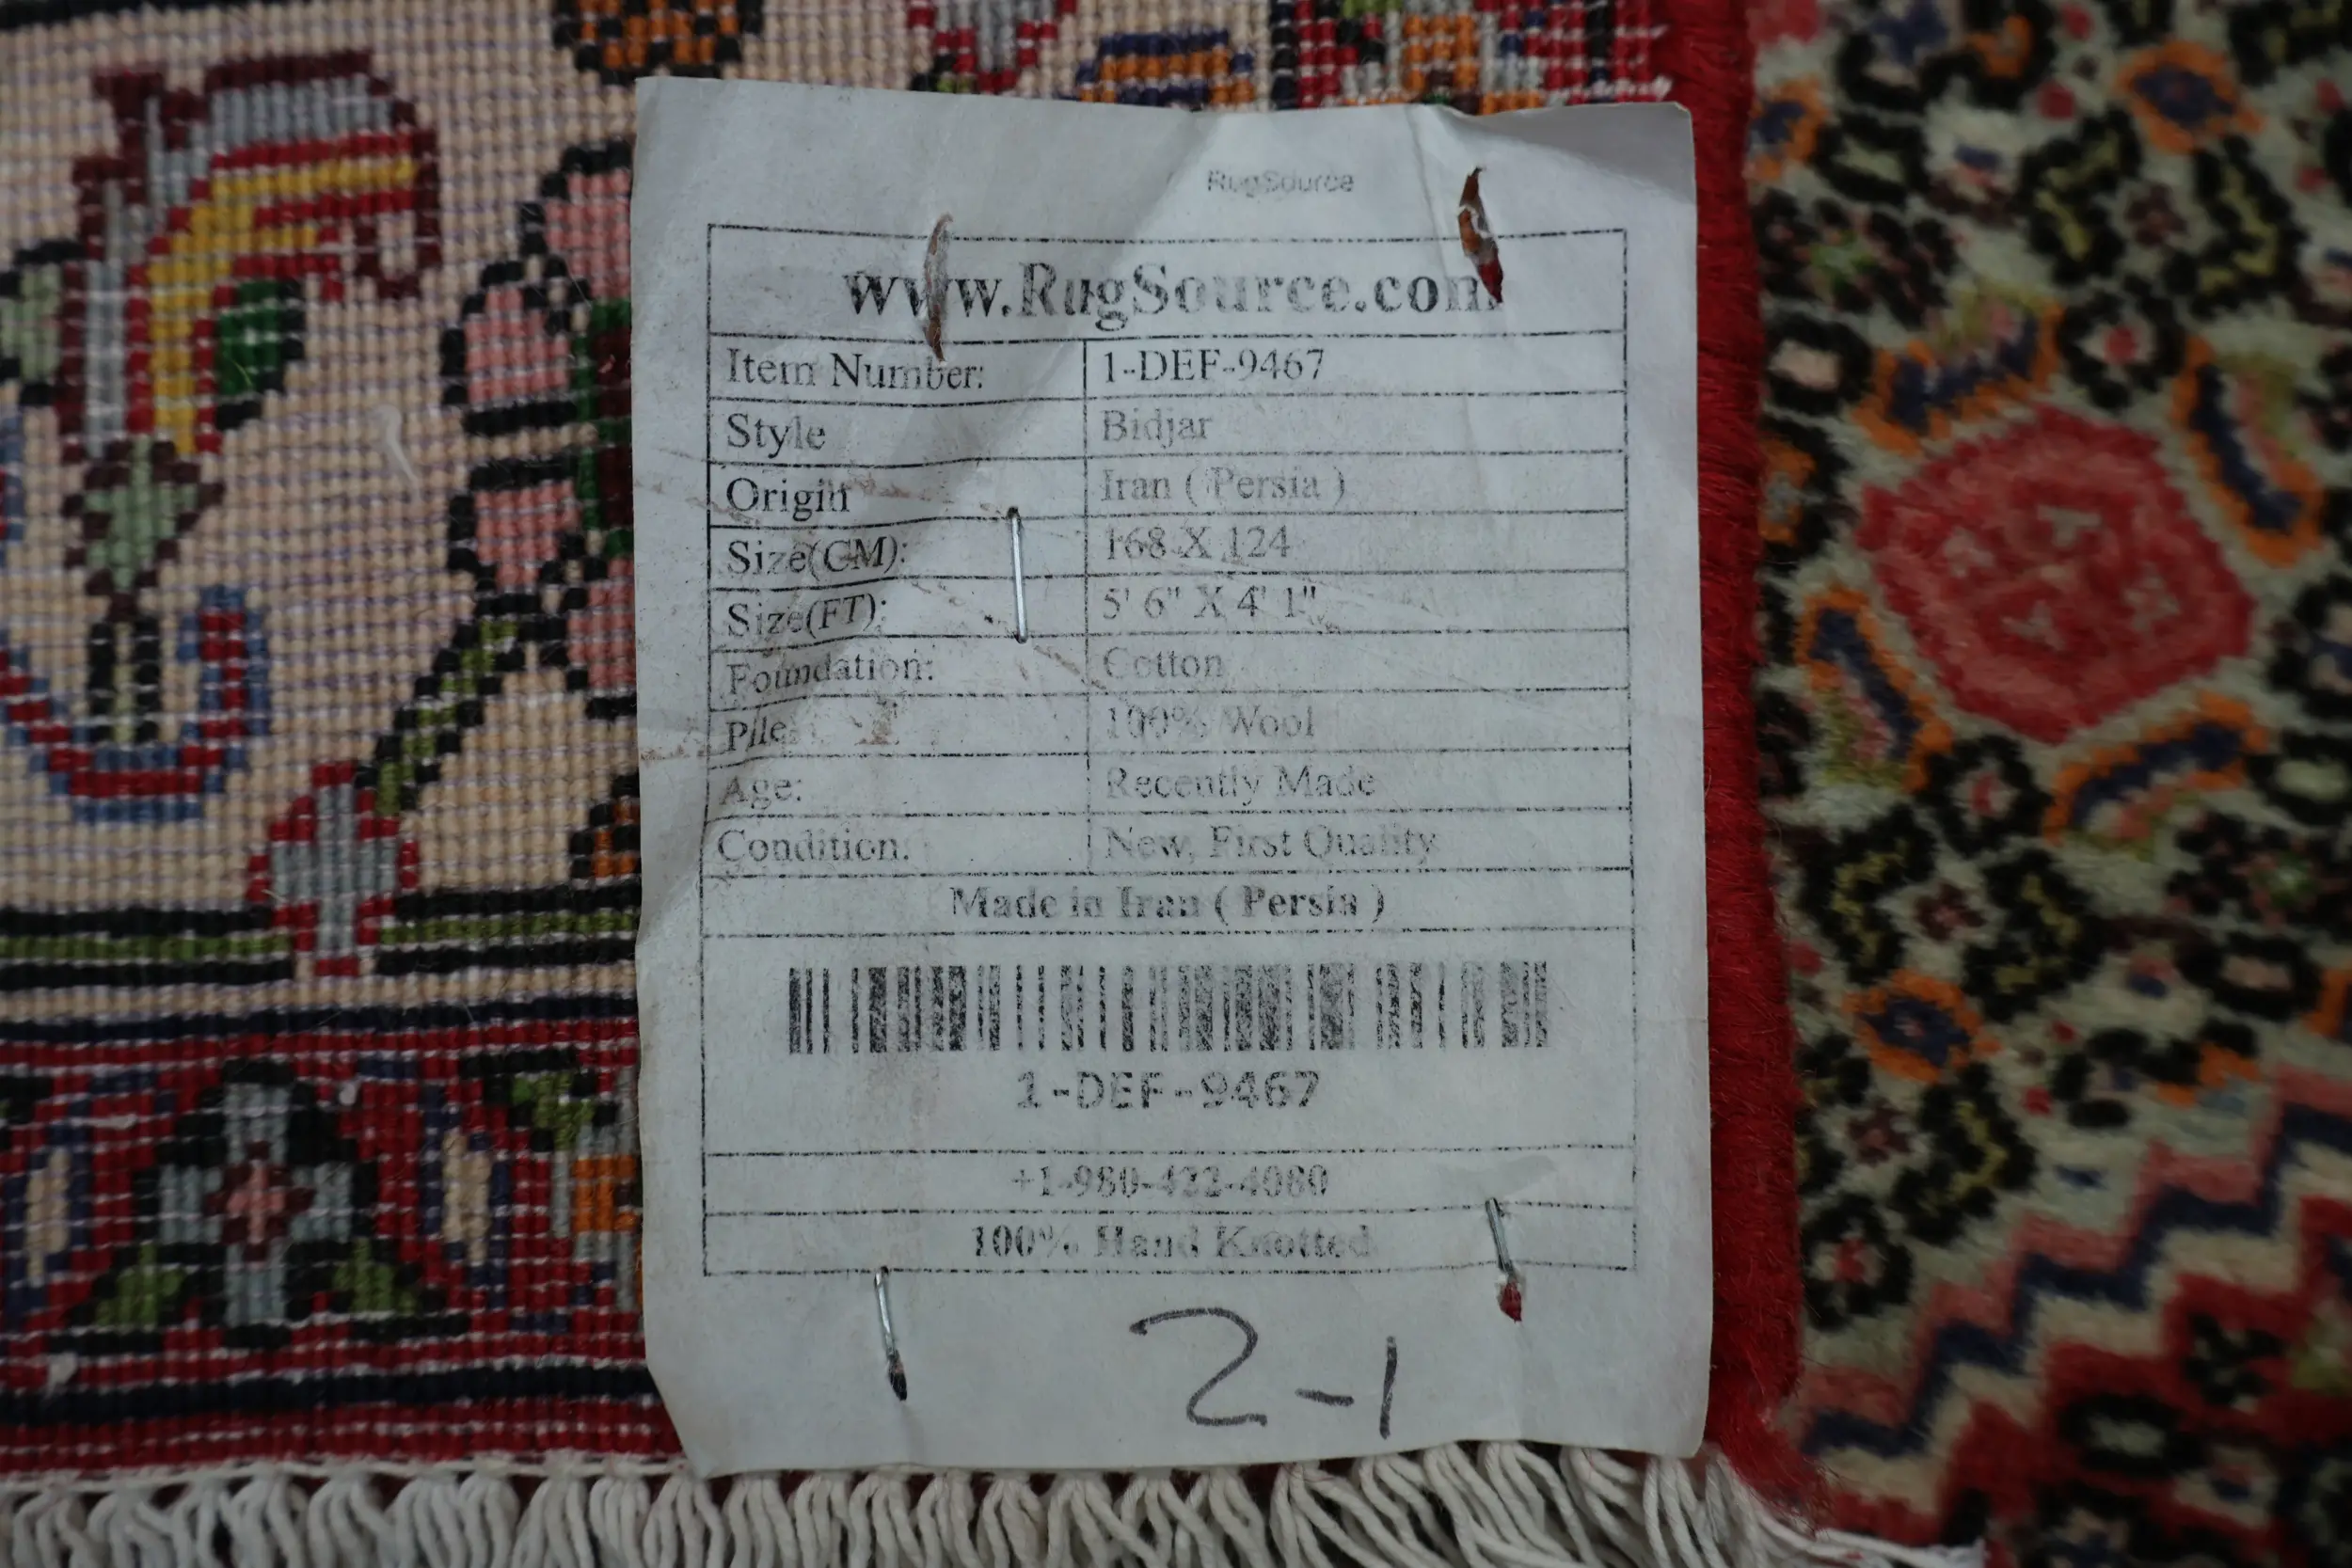 RugSource
www.RugSource.com
Item Number: 1-DEF-9467
Style Bidjar
Origin Iran ( Persia )
Size(CM): 168 X 124
Size(FT): 5' 6" X 4' 1"
Foundation: Cotton
Pile: 100% Wool
Age: Recently Made
Condition: New, First Quality
Made in Iran ( Persia )
1-DEF-9467
+1-980-422-4080
100% Hand Knotted
2-1